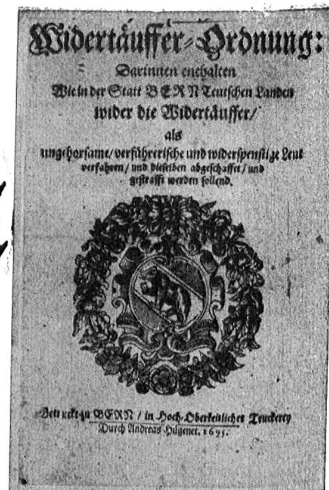 Widertäuffer-Ordnung:
Darinnen enthalten
Wie in der Statt BERN Teutschen Landen
wider die Widertäuffer/
als
ungehorsame/verführerische und widerspenstige Leut
verfahren/und dieselben abgeschaffet/und
gestrafft werden sollend.
Getruckt zu BERN/in Hoch-Oberkeitlicher Truckerey
Durch Andreas Hügenet. 1695.